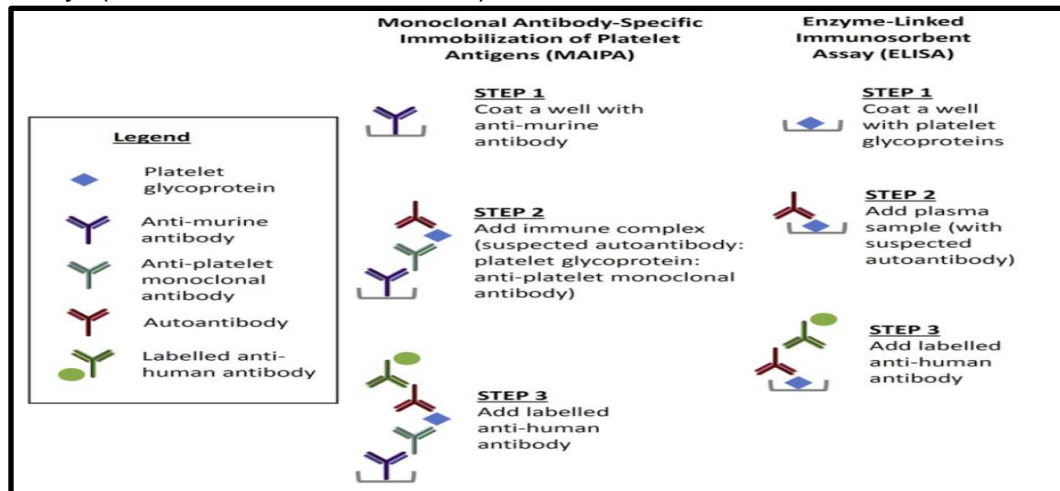 Monoclonal Antibody-Specific
Immobilization of Platelet
Antigens (MAIPA)
Enzyme-Linked
Immunosorbent
Assay (ELISA)
Legend
Platelet
glycoprotein
Anti-murine
antibody
Anti-platelet
monoclonal
antibody
Autoantibody
Labelled anti-
human antibody
STEP 1
Coat a well with
anti-murine
antibody
STEP 2
Add immune complex
(suspected autoantibody:
platelet glycoprotein:
anti-platelet monoclonal
antibody)
STEP 3
Add labelled
anti-human
antibody
STEP 1
Coat a well
with platelet
glycoproteins
STEP 2
Add plasma
sample (with
suspected
autoantibody)
STEP 3
Add labelled
anti-human
antibody